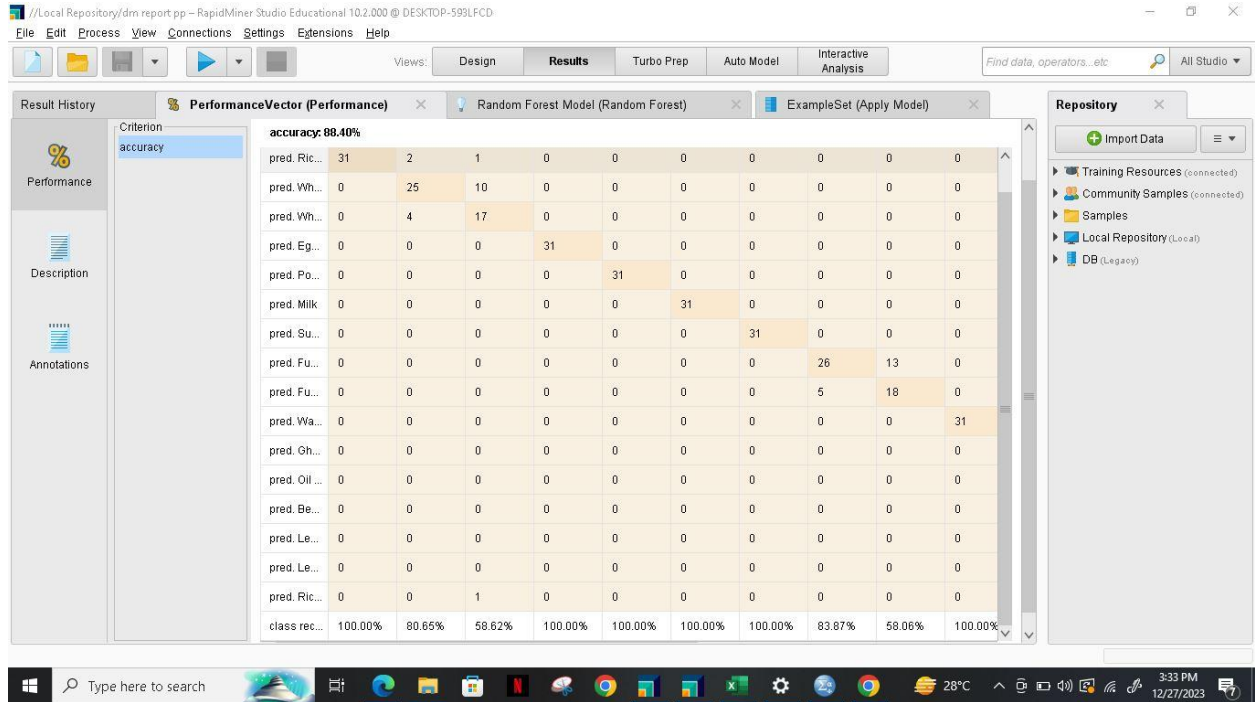 //Local Repository/dm report pp – RapidMiner Studio Educational 10.2.000 @ DESKTOP-593LFCD
File Edit Process View Connections Settings Extensions Help
Views: Design Results Turbo Prep Auto Model Interactive Analysis Find data, operators...etc All Studio
Result History PerformanceVector (Performance) Random Forest Model (Random Forest) ExampleSet (Apply Model) Repository
Performance
Description
Annotations
Criterion
accuracy
accuracy: 88.40%
pred. Ric... 31 2 1 0 0 0 0 0 0 0
pred. Wh... 0 25 10 0 0 0 0 0 0 0
pred. Wh... 0 4 17 0 0 0 0 0 0 0
pred. Eg... 0 0 0 31 0 0 0 0 0 0
pred. Po... 0 0 0 0 31 0 0 0 0 0
pred. Milk 0 0 0 0 0 31 0 0 0 0
pred. Su... 0 0 0 0 0 0 31 0 0 0
pred. Fu... 0 0 0 0 0 0 0 26 13 0
pred. Fu... 0 0 0 0 0 0 0 5 18 0
pred. Wa... 0 0 0 0 0 0 0 0 0 31
pred. Gh... 0 0 0 0 0 0 0 0 0 0
pred. Oil ... 0 0 0 0 0 0 0 0 0 0
pred. Be... 0 0 0 0 0 0 0 0 0 0
pred. Le... 0 0 0 0 0 0 0 0 0 0
pred. Le... 0 0 0 0 0 0 0 0 0 0
pred. Ric... 0 0 1 0 0 0 0 0 0 0
class rec... 100.00% 80.65% 58.62% 100.00% 100.00% 100.00% 100.00% 83.87% 58.06% 100.00%
Import Data
Training Resources (connected)
Community Samples (connected)
Samples
Local Repository (Local)
DB (Legacy)
Type here to search
28°C
3:33 PM
12/27/2023